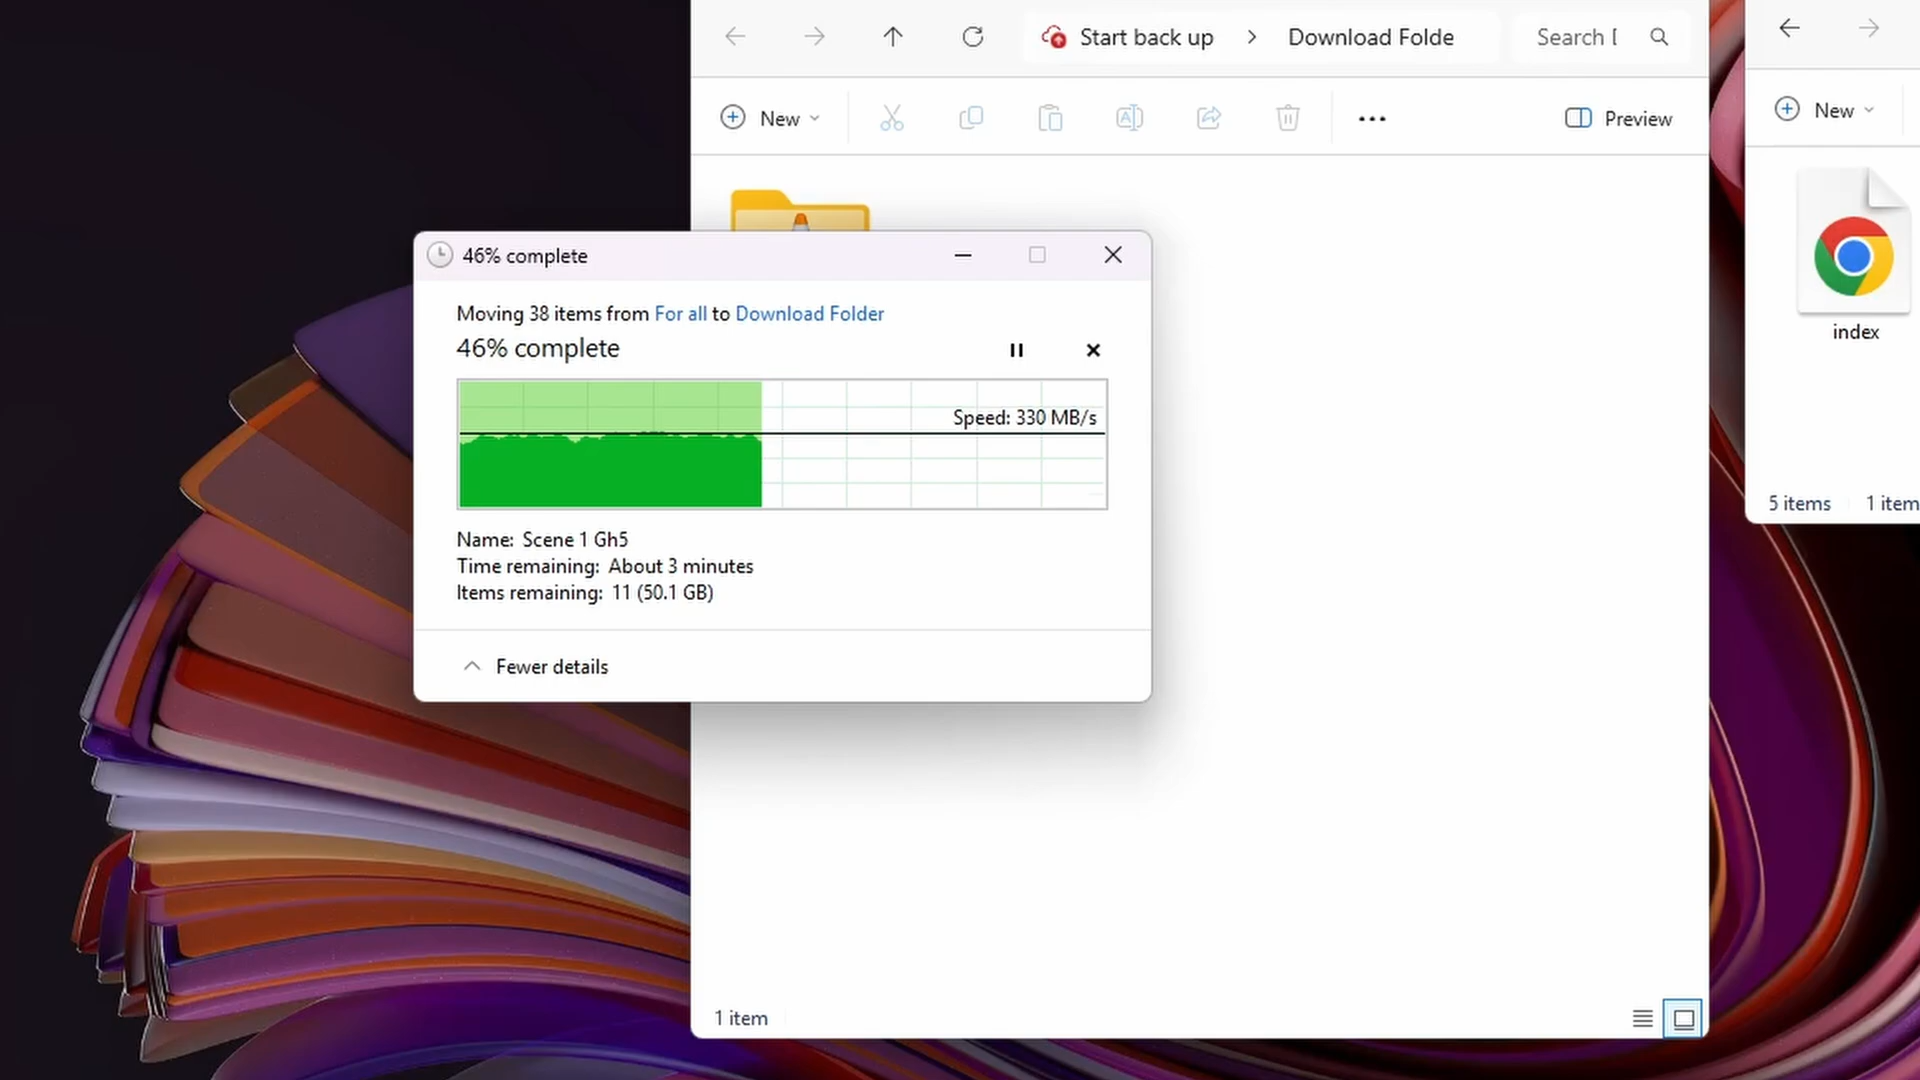 Start back up > Download Folde
Search
New
Preview
46% complete
Moving 38 items from For all to Download Folder
46% complete
Speed: 330 MB/s
Name: Scene 1 Gh5
Time remaining: About 3 minutes
Items remaining: 11 (50.1 GB)
Fewer details
1 item
New
index
5 items
1 item